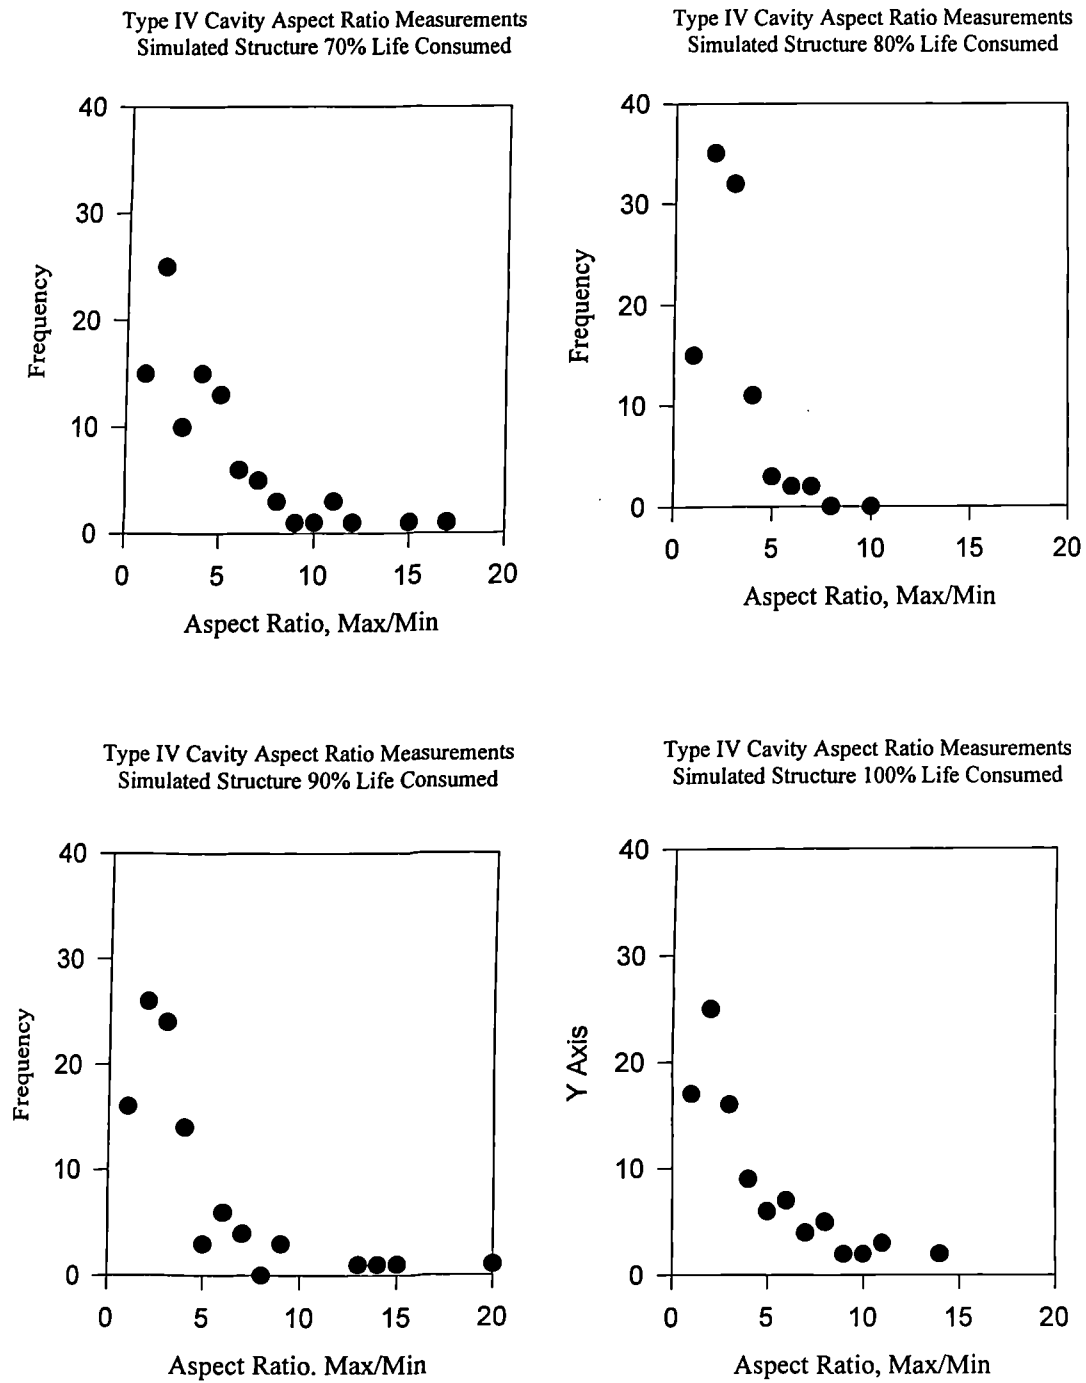 Type IV Cavity Aspect Ratio Measurements
Simulated Structure 70% Life Consumed
40
30
20
10
0
Frequency
0 5 10 15 20
Aspect Ratio, Max/Min
Type IV Cavity Aspect Ratio Measurements
Simulated Structure 80% Life Consumed
40
30
20
10
0
Frequency
0 5 10 15 20
Aspect Ratio, Max/Min
Type IV Cavity Aspect Ratio Measurements
Simulated Structure 90% Life Consumed
40
30
20
10
0
Frequency
0 5 10 15 20
Aspect Ratio. Max/Min
Type IV Cavity Aspect Ratio Measurements
Simulated Structure 100% Life Consumed
40
30
20
10
0
Y Axis
0 5 10 15 20
Aspect Ratio, Max/Min